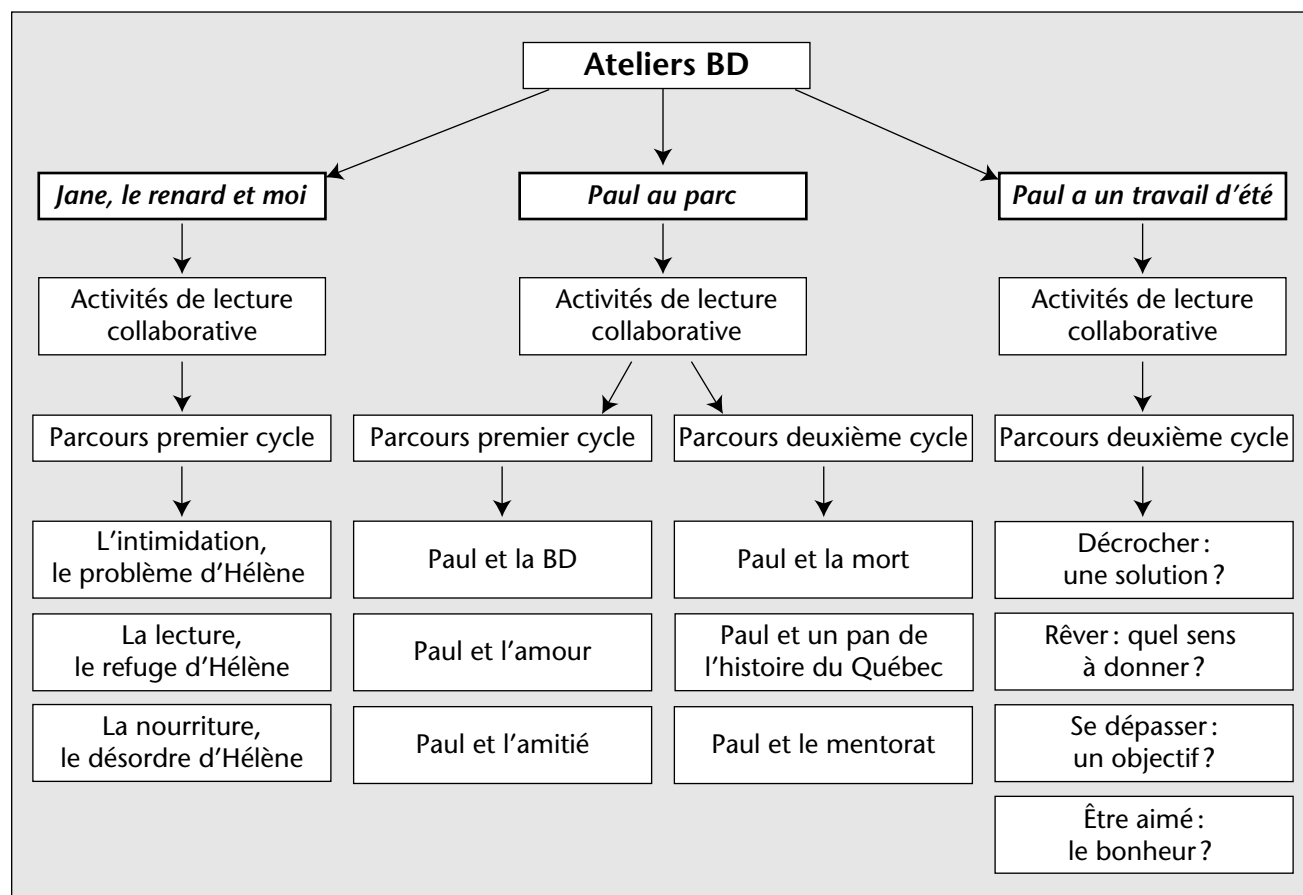 Ateliers BD
Jane, le renard et moi
Paul au parc
Paul a un travail d'été
Activités de lecture
collaborative
Activités de lecture
collaborative
Activités de lecture
collaborative
Parcours premier cycle
Parcours premier cycle
Parcours deuxième cycle
Parcours deuxième cycle
L'intimidation,
le problème d'Hélène
Paul et la BD
Paul et la mort
Décrocher :
une solution ?
La lecture,
le refuge d'Hélène
Paul et l'amour
Paul et un pan de
l'histoire du Québec
Rêver : quel sens
à donner ?
La nourriture,
le désordre d'Hélène
Paul et l'amitié
Paul et le mentorat
Se dépasser :
un objectif ?
Être aimé :
le bonheur ?